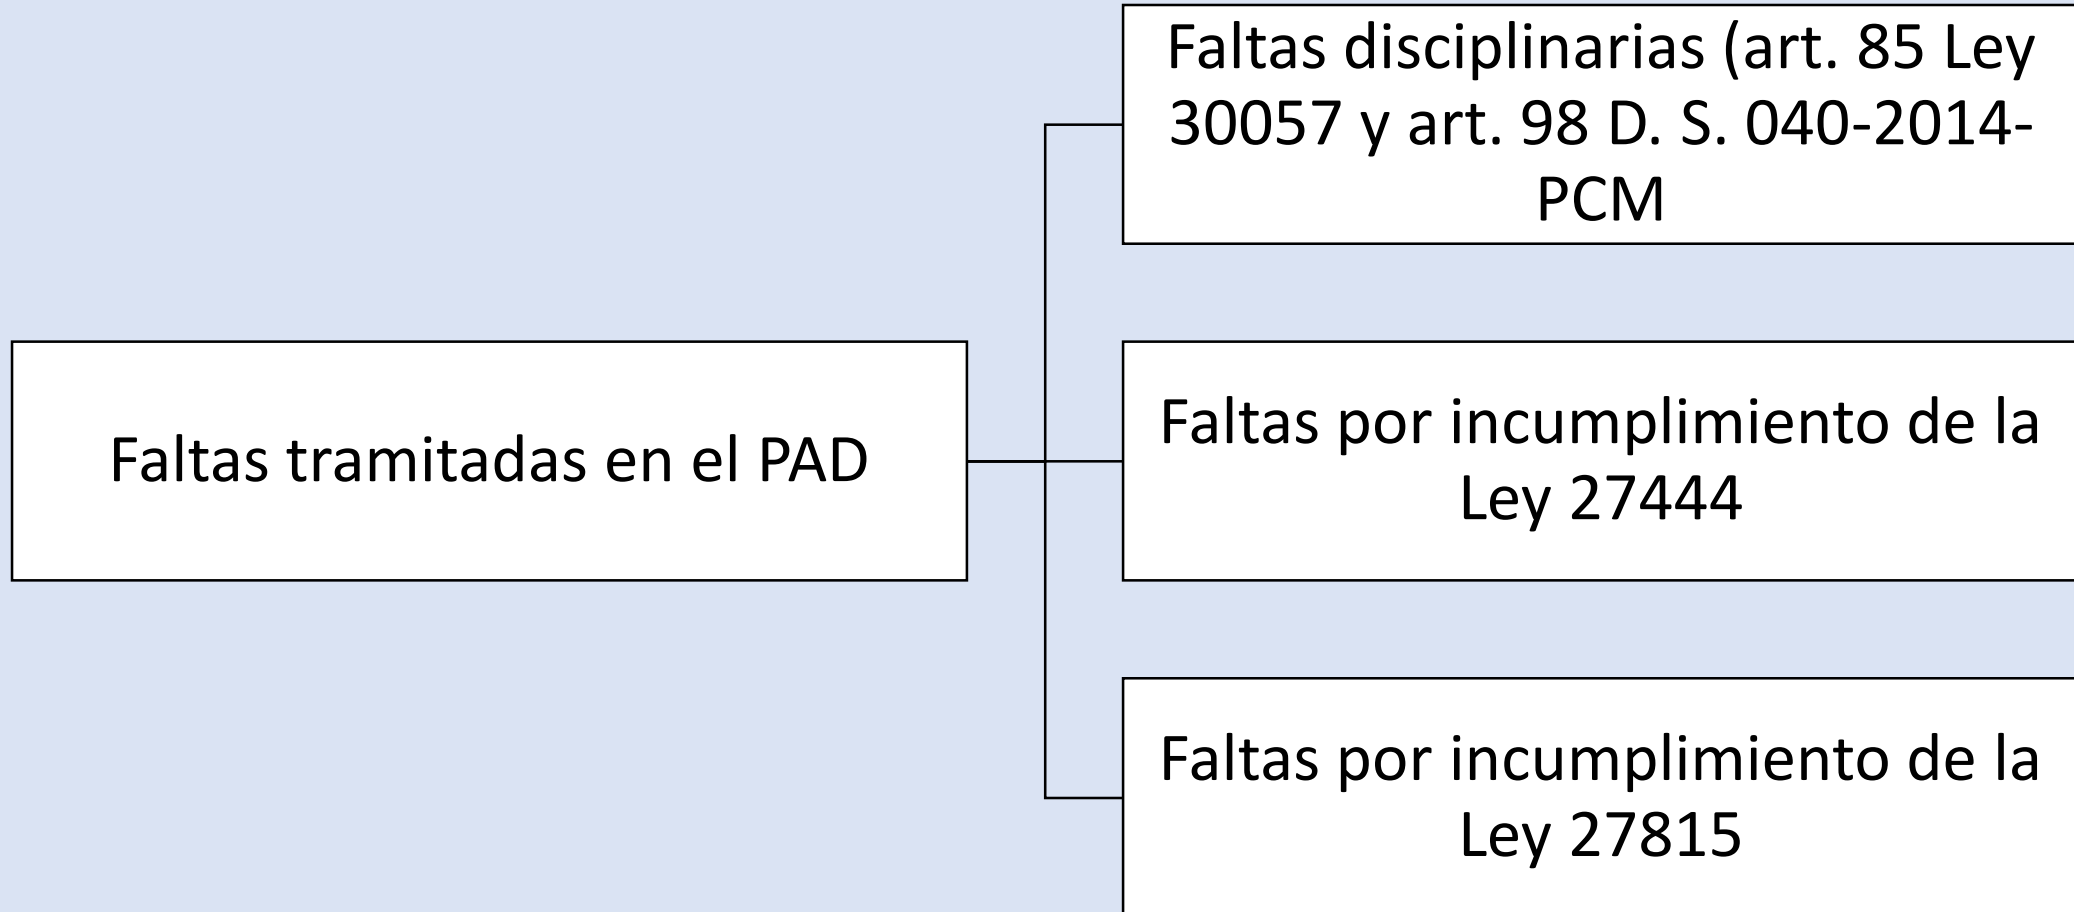 Faltas disciplinarias (art. 85 Ley
30057 y art. 98 D. S. 040-2014-
PCM
Faltas tramitadas en el PAD
Faltas por incumplimiento de la
Ley 27444
Faltas por incumplimiento de la
Ley 27815